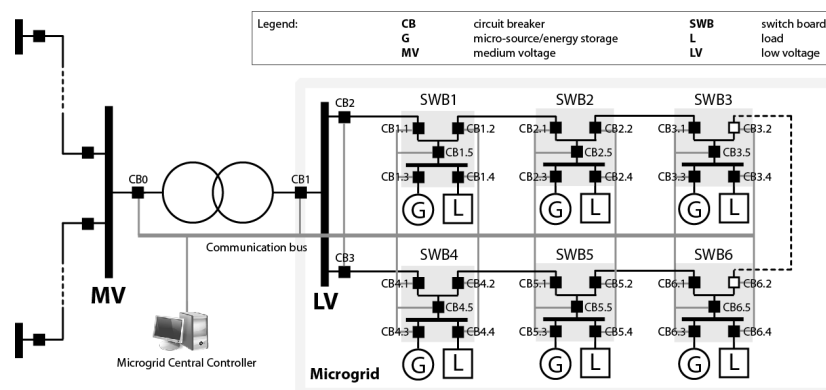 Legend: CB circuit breaker SWB switch board
G micro-source/energy storage L load
MV medium voltage LV low voltage
SWB1 SWB2 SWB3
CB2
CB1.1 CB1.2 CB2.1 CB2.2 CB3.1 CB3.2
CB1.5 CB2.5 CB3.5
CB0 CB1 CB1.3 CB1.4 CB2.3 CB2.4 CB3.3 CB3.4
G L G L G L
Communication bus
SWB4 SWB5 SWB6
CB3
CB4.1 CB4.2 CB5.1 CB5.2 CB6.1 CB6.2
MV LV
CB4.5 CB5.5 CB6.5
CB4.3 CB4.4 CB5.3 CB5.4 CB6.3 CB6.4
G L G L G L
Microgrid Central Controller
Microgrid